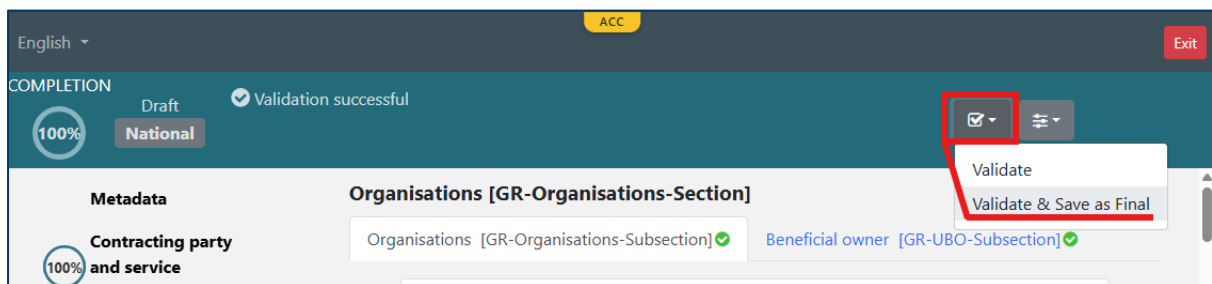 ACC
English
Exit
COMPLETION
100%
Draft
National
Validation successful
Validate
Validate & Save as Final
Metadata
Contracting party
and service
100%
Organisations [GR-Organisations-Section]
Organisations [GR-Organisations-Subsection]
Beneficial owner [GR-UBO-Subsection]